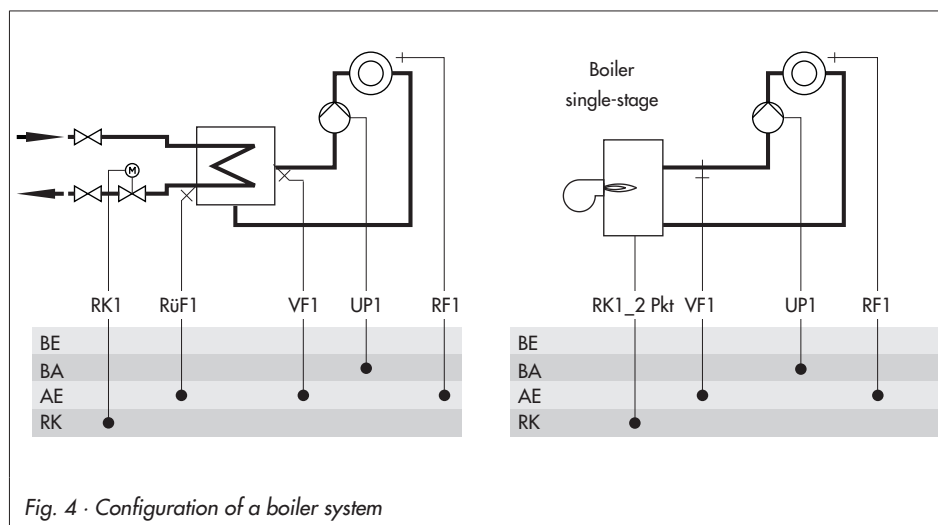 Boiler
single-stage
M
RK1 RüF1 VF1 UP1 RF1
BE
BA
AE
RK
RK1_2 Pkt VF1 UP1 RF1
BE
BA
AE
RK
Fig. 4 · Configuration of a boiler system